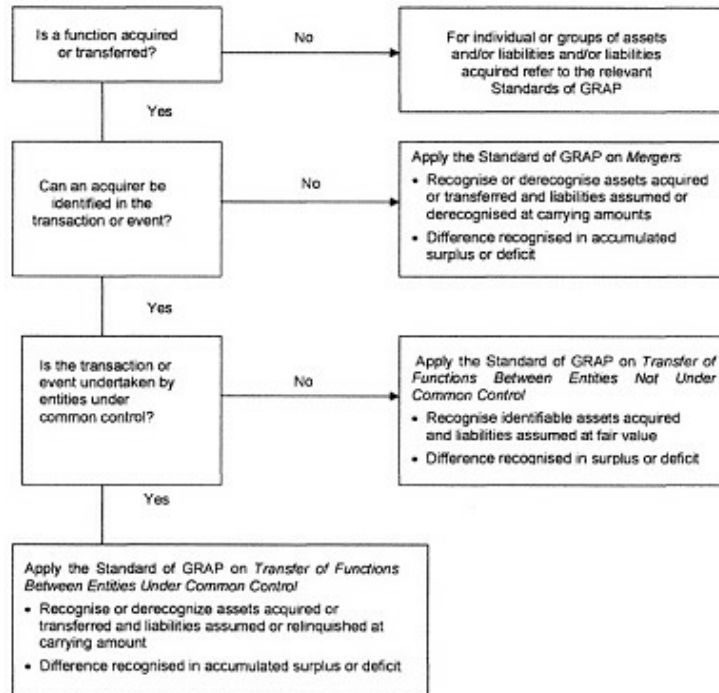 Is a function acquired
or transferred?
No
For individual or groups of assets
and/or liabilities and/or liabilities
acquired refer to the relevant
Standards of GRAP
Yes
Can an acquirer be
identified in the
transaction or event?
No
Apply the Standard of GRAP on Mergers
• Recognise or derecognise assets acquired
or transferred and liabilities assumed or
derecognised at carrying amounts
• Difference recognised in accumulated
surplus or deficit
Yes
Is the transaction or
event undertaken by
entities under
common control?
No
Apply the Standard of GRAP on Transfer of
Functions Between Entities Not Under
Common Control
• Recognise identifiable assets acquired
and liabilities assumed at fair value
• Difference recognised in surplus or deficit
Yes
Apply the Standard of GRAP on Transfer of Functions
Between Entities Under Common Control
• Recognise or derecognize assets acquired or
transferred and liabilities assumed or relinquished at
carrying amount
• Difference recognised in accumulated surplus or deficit